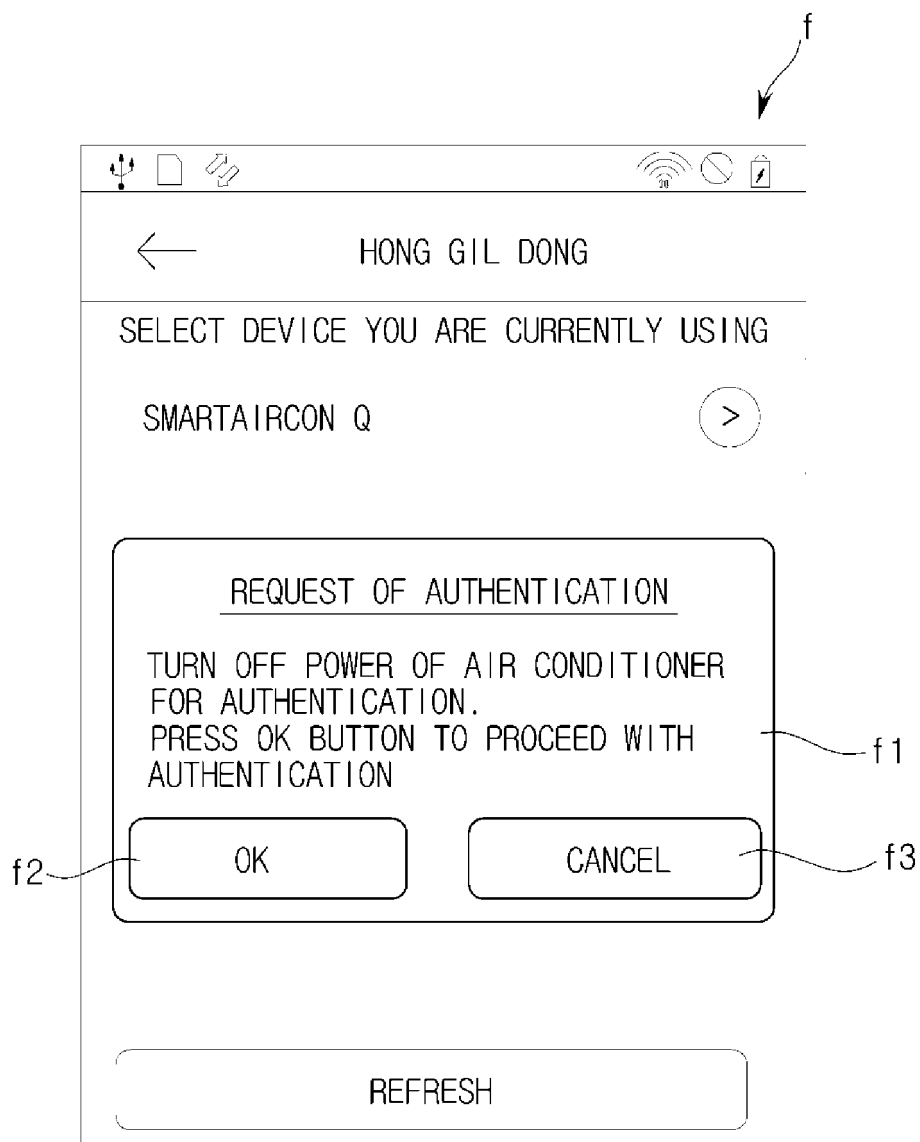 f
HONG GIL DONG
SELECT DEVICE YOU ARE CURRENTLY USING
SMARTAIRCON Q
>
REQUEST OF AUTHENTICATION
TURN OFF POWER OF AIR CONDITIONER
FOR AUTHENTICATION.
PRESS OK BUTTON TO PROCEED WITH
AUTHENTICATION
f1
f2
OK
CANCEL
f3
REFRESH